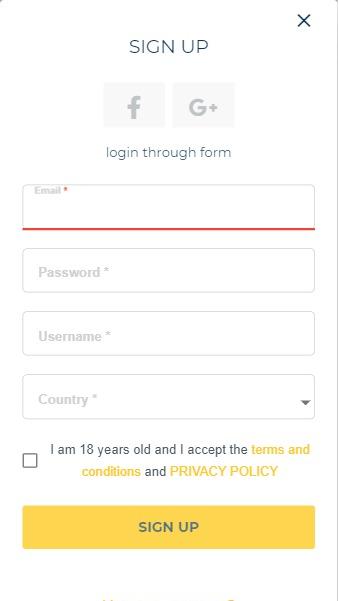 SIGN UP
f G+
login through form
Email *
Password *
Username *
Country *
I am 18 years old and I accept the terms and
conditions and PRIVACY POLICY
SIGN UP